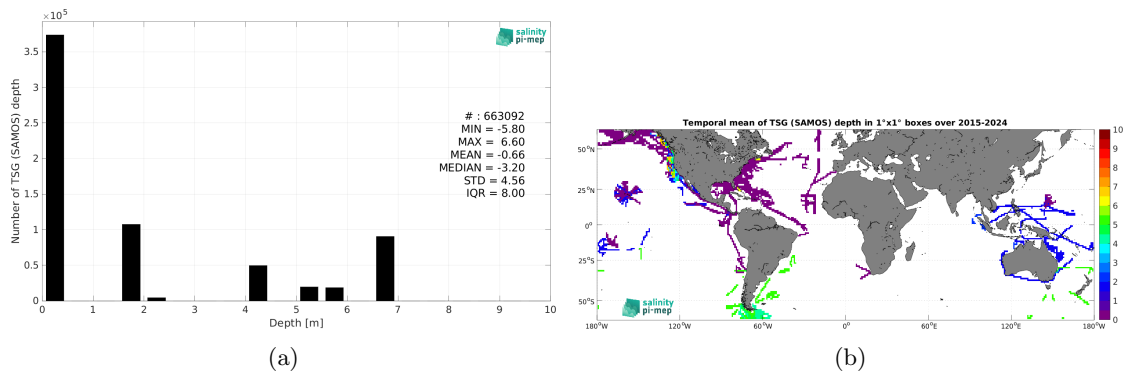 ×10⁵
salinity
pi-mep
Number of TSG (SAMOS) depth
3.5
3
2.5
2
1.5
1
0.5
0
# : 663092
MIN = -5.80
MAX = 6.60
MEAN = -0.66
MEDIAN = -3.20
STD = 4.56
IQR = 8.00
0 1 2 3 4 5 6 7 8 9 10
Depth [m]
(a)
Temporal mean of TSG (SAMOS) depth in 1°x1° boxes over 2015-2024
50°N
25°N
0°
25°S
50°S
180°W 120°W 60°W 0° 60°E 120°E 180°W
salinity
pi-mep
10
9
8
7
6
5
4
3
2
1
0
(b)